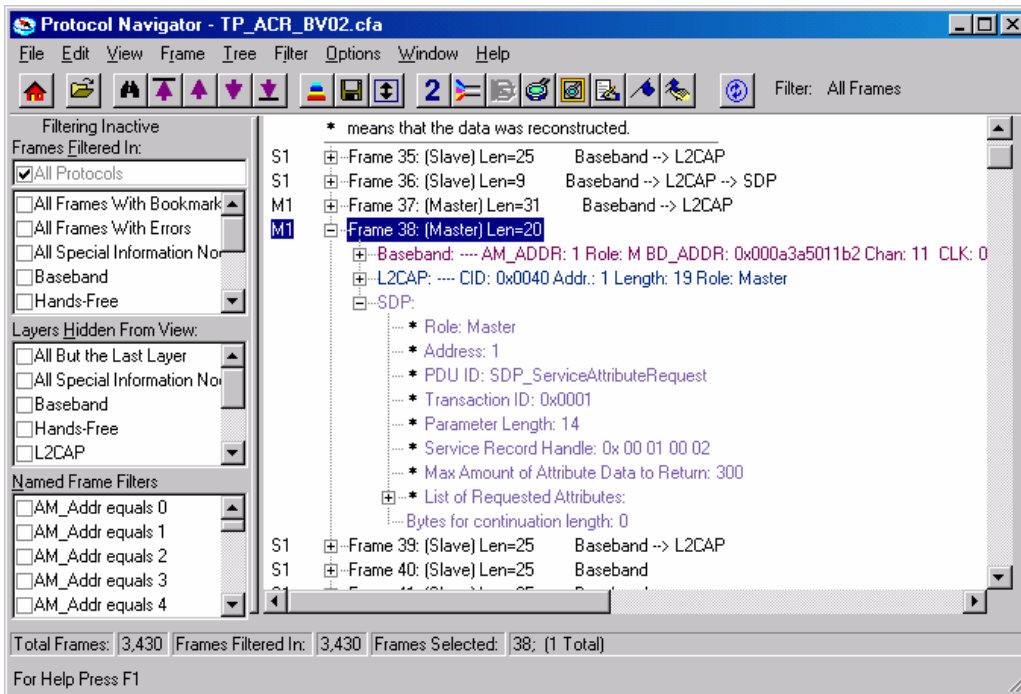 Protocol Navigator - TP_ACR_BV02.cfa
File Edit View Frame Tree Filter Options Window Help
2 Filter: All Frames
Filtering Inactive
Frames Filtered In:
All Protocols
All Frames With Bookmark
All Frames With Errors
All Special Information No
Baseband
Hands-Free
Layers Hidden From View:
All But the Last Layer
All Special Information No
Baseband
Hands-Free
L2CAP
Named Frame Filters
AM_Addr equals 0
AM_Addr equals 1
AM_Addr equals 2
AM_Addr equals 3
AM_Addr equals 4
* means that the data was reconstructed.
S1 Frame 35: (Slave) Len=25 Baseband --> L2CAP
S1 Frame 36: (Slave) Len=9 Baseband --> L2CAP --> SDP
M1 Frame 37: (Master) Len=31 Baseband --> L2CAP
M1 Frame 38: (Master) Len=20
Baseband: ---- AM_ADDR: 1 Role: M BD_ADDR: 0x000a3a5011b2 Chan: 11 CLK: 0
L2CAP: ---- CID: 0x0040 Addr.: 1 Length: 19 Role: Master
SDP:
* Role: Master
* Address: 1
* PDU ID: SDP_ServiceAttributeRequest
* Transaction ID: 0x0001
* Parameter Length: 14
* Service Record Handle: 0x 00 01 00 02
* Max Amount of Attribute Data to Return: 300
* List of Requested Attributes:
Bytes for continuation length: 0
S1 Frame 39: (Slave) Len=25 Baseband --> L2CAP
S1 Frame 40: (Slave) Len=25 Baseband
Total Frames: 3,430 Frames Filtered In: 3,430 Frames Selected: 38; (1 Total)
For Help Press F1